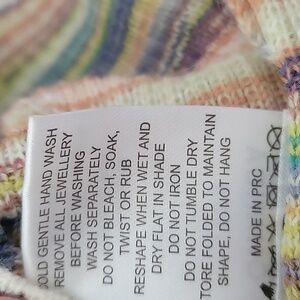 OLD GENTLE HAND WASH
REMOVE ALL JEWELLERY
BEFORE WASHING
WASH SEPARATELY
DO NOT BLEACH, SOAK,
TWIST OR RUB
RESHAPE WHEN WET AND
DRY FLAT IN SHADE
DO NOT IRON
DO NOT TUMBLE DRY
TORE FOLDED TO MAINTAIN
SHAPE, DO NOT HANG
MADE IN PRC